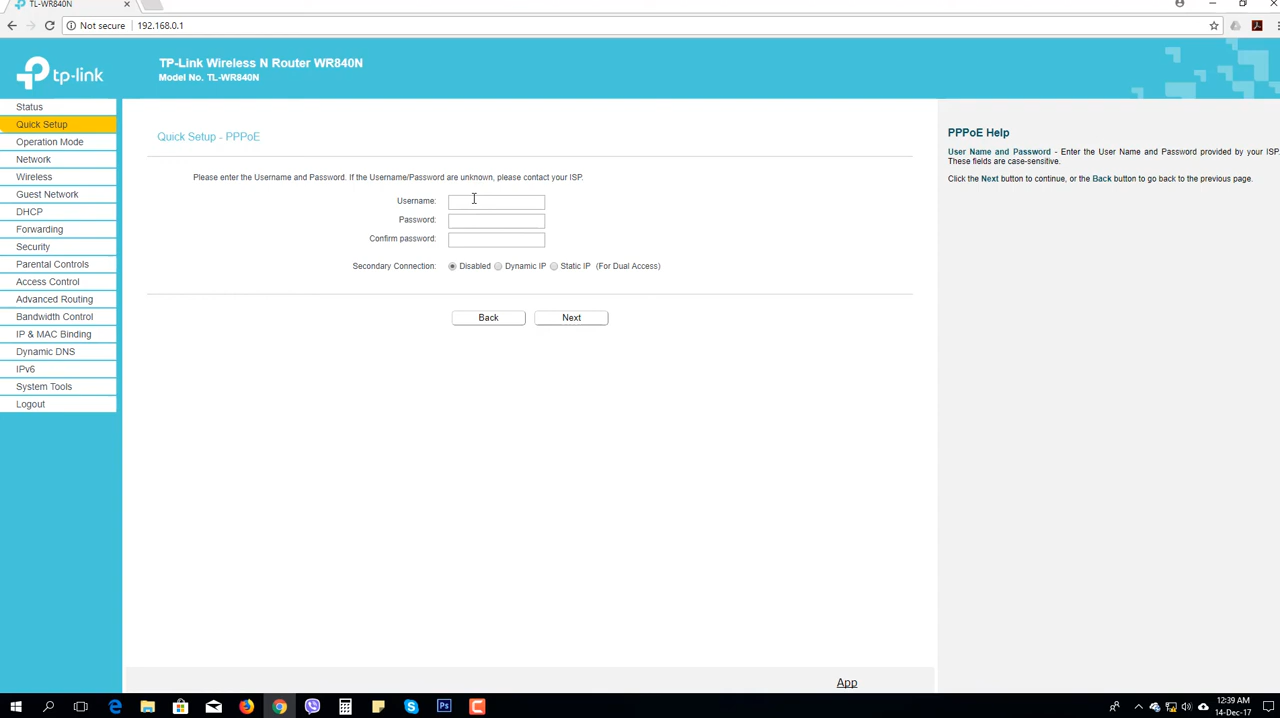 TL-WR840N
Not secure 192.168.0.1
tp-link
TP-Link Wireless N Router WR840N
Model No. TL-WR840N
Status
Quick Setup
Operation Mode
Network
Wireless
Guest Network
DHCP
Forwarding
Security
Parental Controls
Access Control
Advanced Routing
Bandwidth Control
IP & MAC Binding
Dynamic DNS
IPv6
System Tools
Logout
Quick Setup - PPPoE
Please enter the Username and Password. If the Username/Password are unknown, please contact your ISP.
Username:
Password:
Confirm password:
Secondary Connection: Disabled Dynamic IP Static IP (For Dual Access)
Back Next
PPPoE Help
User Name and Password - Enter the User Name and Password provided by your ISP.
These fields are case-sensitive.
Click the Next button to continue, or the Back button to go back to the previous page.
App
Ps
12:39 AM
14-Dec-17